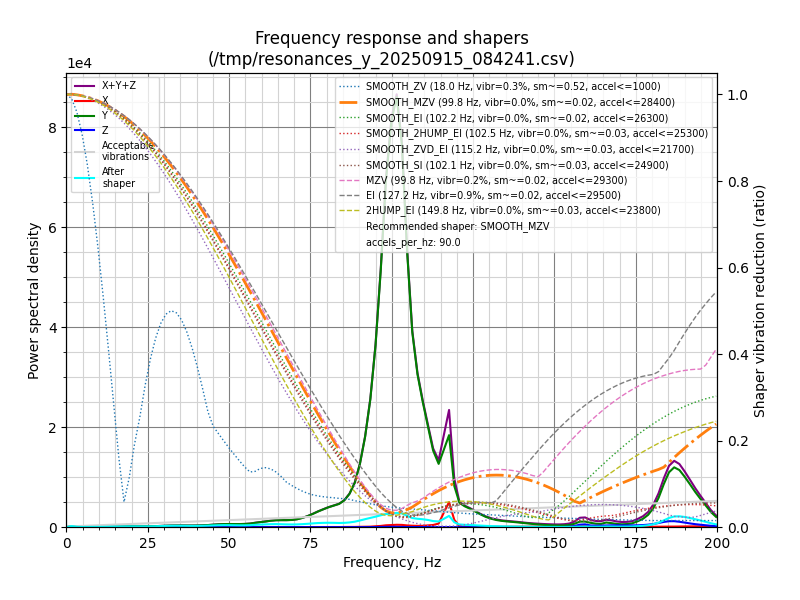 Frequency response and shapers
(/tmp/resonances_y_20250915_084241.csv)
1e4
X+Y+Z
X
Y
Z
Acceptable
vibrations
After
shaper
SMOOTH_ZV (18.0 Hz, vibr=0.3%, sm~=0.52, accel<=1000)
SMOOTH_MZV (99.8 Hz, vibr=0.0%, sm~=0.02, accel<=28400)
SMOOTH_EI (102.2 Hz, vibr=0.0%, sm~=0.02, accel<=26300)
SMOOTH_2HUMP_EI (102.5 Hz, vibr=0.0%, sm~=0.03, accel<=25300)
SMOOTH_ZVD_EI (115.2 Hz, vibr=0.0%, sm~=0.03, accel<=21700)
SMOOTH_SI (102.1 Hz, vibr=0.0%, sm~=0.03, accel<=24900)
MZV (99.8 Hz, vibr=0.2%, sm~=0.02, accel<=29300)
EI (127.2 Hz, vibr=0.9%, sm~=0.02, accel<=29500)
2HUMP_EI (149.8 Hz, vibr=0.0%, sm~=0.03, accel<=23800)
Recommended shaper: SMOOTH_MZV
accels_per_hz: 90.0
8
6
4
2
0
Power spectral density
1.0
0.8
0.6
0.4
0.2
0.0
Shaper vibration reduction (ratio)
0 25 50 75 100 125 150 175 200
Frequency, Hz